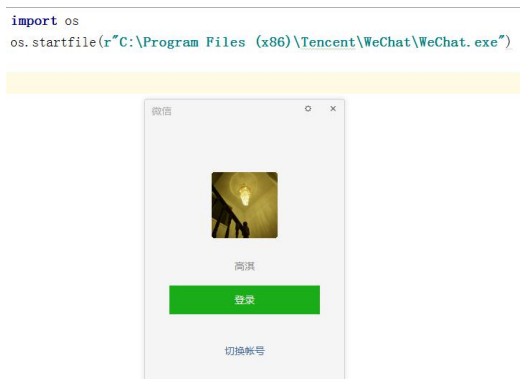 import os
os.startfile(r"C:\Program Files (x86)\Tencent\WeChat\WeChat.exe")
微信
高淇
登录
切换帐号